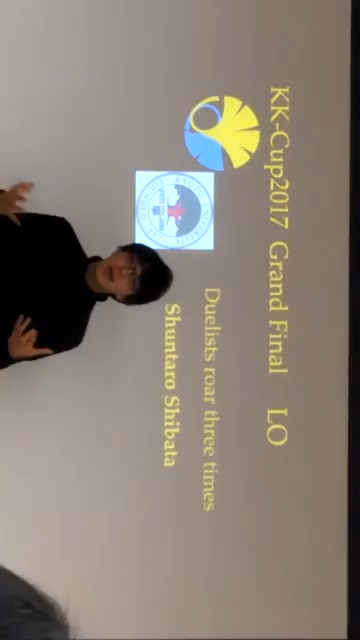 KK-Cup2017 Grand Final LO
Duelists roar three times
Shuntaro Shibata